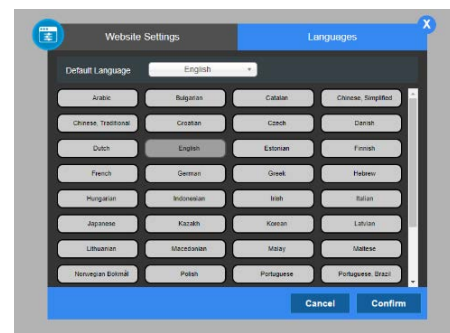 X
Website Settings Languages
Default Language English
Arabic Bulgarian Catalan Chinese, Simplified
Chinese, Traditional Croatian Czech Danish
Dutch English Estonian Finnish
French German Greek Hebrew
Hungarian Indonesian Irish Italian
Japanese Kazakh Korean Latvian
Lithuanian Macedonian Malay Maltese
Norwegian Bokmål Polish Portuguese Portuguese, Brazil
Cancel Confirm